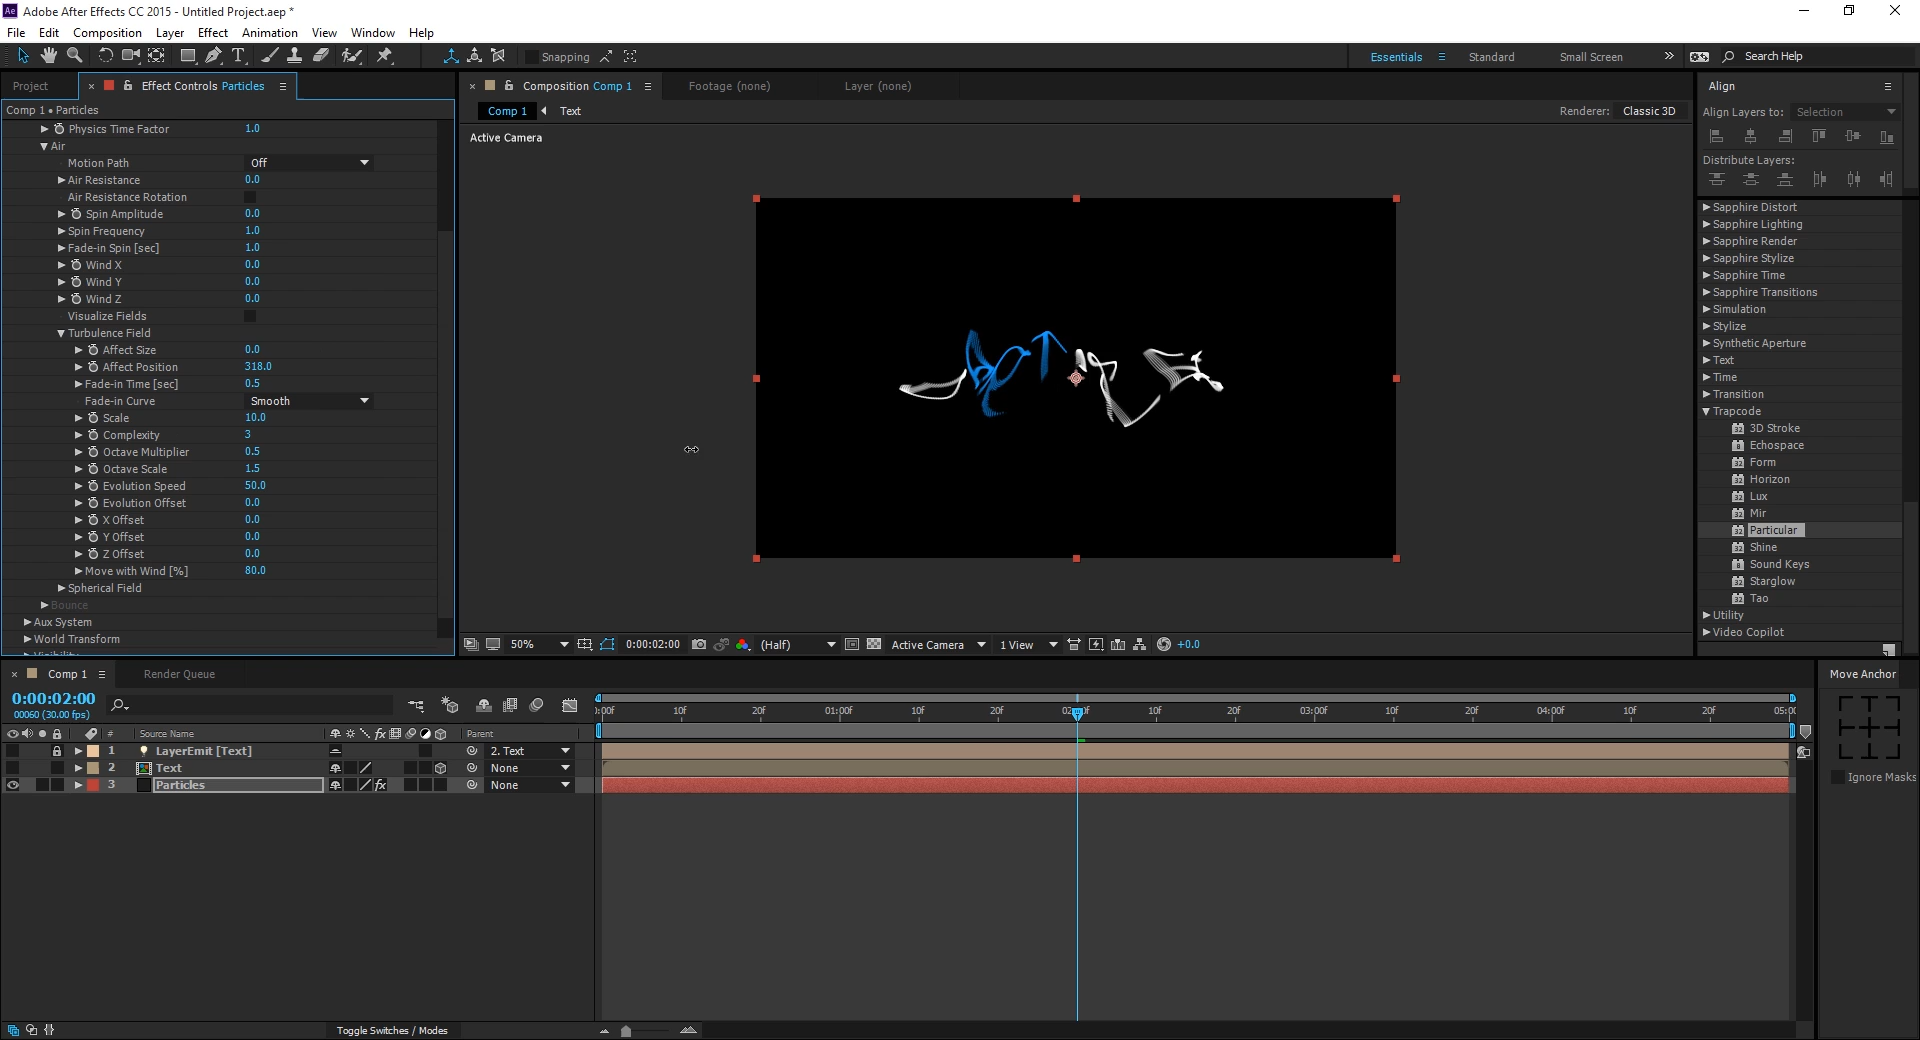 Adobe After Effects CC 2015 - Untitled Project.aep *
File Edit Composition Layer Effect Animation View Window Help
Snapping Essentials Standard Small Screen Search Help
Project Effect Controls Particles
Comp 1 • Particles
Physics Time Factor 1.0
Air
Motion Path Off
Air Resistance 0.0
Air Resistance Rotation
Spin Amplitude 0.0
Spin Frequency 1.0
Fade-in Spin [sec] 1.0
Wind X 0.0
Wind Y 0.0
Wind Z 0.0
Visualize Fields
Turbulence Field
Affect Size 0.0
Affect Position 318.0
Fade-in Time [sec] 0.5
Fade-in Curve Smooth
Scale 10.0
Complexity 3
Octave Multiplier 0.5
Octave Scale 1.5
Evolution Speed 50.0
Evolution Offset 0.0
X Offset 0.0
Y Offset 0.0
Z Offset 0.0
Move with Wind [%] 80.0
Spherical Field
Bounce
Aux System
World Transform
Composition Comp 1 Footage (none) Layer (none)
Comp 1 Text Renderer: Classic 3D
Active Camera
50% 0:00:02:00 (Half) Active Camera 1 View +0.0
Align
Align Layers to: Selection
Distribute Layers:
Sapphire Distort
Sapphire Lighting
Sapphire Render
Sapphire Stylize
Sapphire Time
Sapphire Transitions
Simulation
Stylize
Synthetic Aperture
Text
Time
Transition
Trapcode
3D Stroke
Echospace
Form
Horizon
Lux
Mir
Particular
Shine
Sound Keys
Starglow
Tao
Utility
Video Copilot
Comp 1 Render Queue
0:00:02:00
00060 (30.00 fps)
:00f 10f 20f 01:00f 10f 20f 10f 20f 03:00f 10f 20f 04:00f 10f 20f
# Source Name Parent
1 LayerEmit [Text] 2. Text
2 Text None
3 Particles fx None
Toggle Switches / Modes
Move Anchor
Ignore Masks